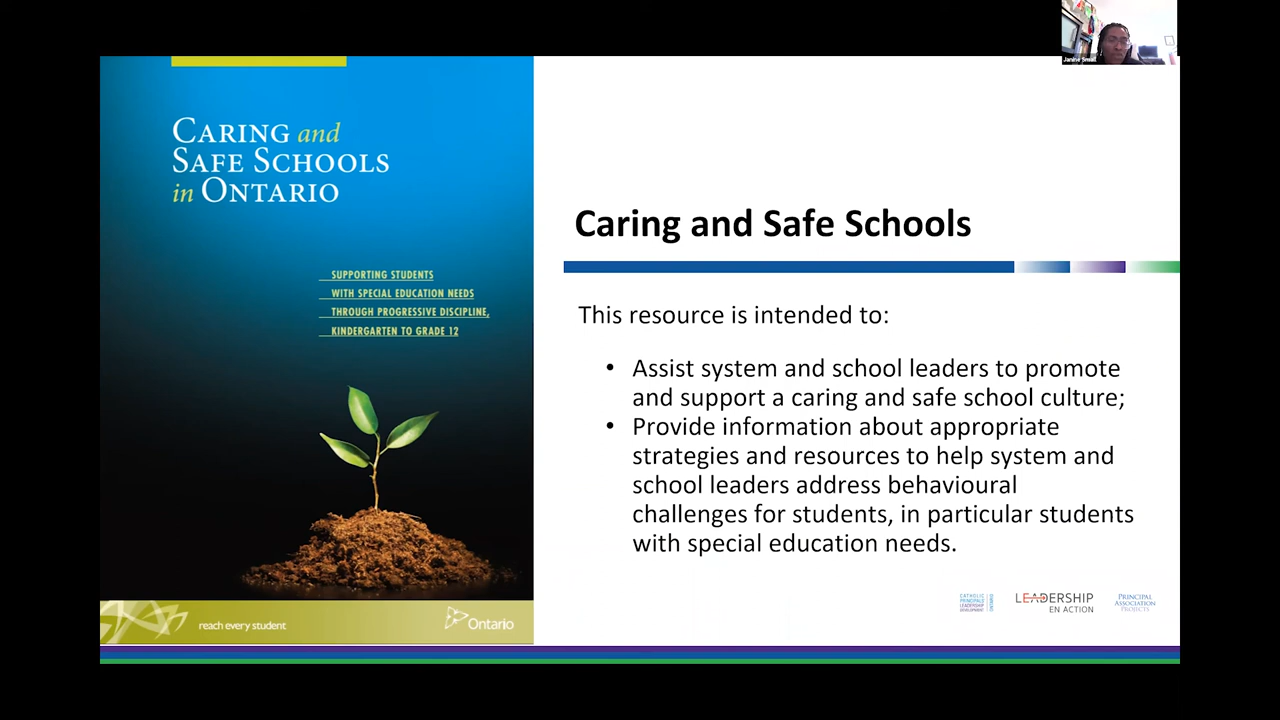 Janine Small
CARING and
SAFE SCHOOLS
in ONTARIO
SUPPORTING STUDENTS
WITH SPECIAL EDUCATION NEEDS
THROUGH PROGRESSIVE DISCIPLINE,
KINDERGARTEN TO GRADE 12
reach every student
Ontario
Caring and Safe Schools
This resource is intended to:
• Assist system and school leaders to promote
and support a caring and safe school culture;
• Provide information about appropriate
strategies and resources to help system and
school leaders address behavioural
challenges for students, in particular students
with special education needs.
CATHOLIC
PRINCIPALS'
LEADERSHIP
DEVELOPMENT
ONTARIO
LEADERSHIP
EN ACTION
PRINCIPAL
ASSOCIATION
PROJECTS